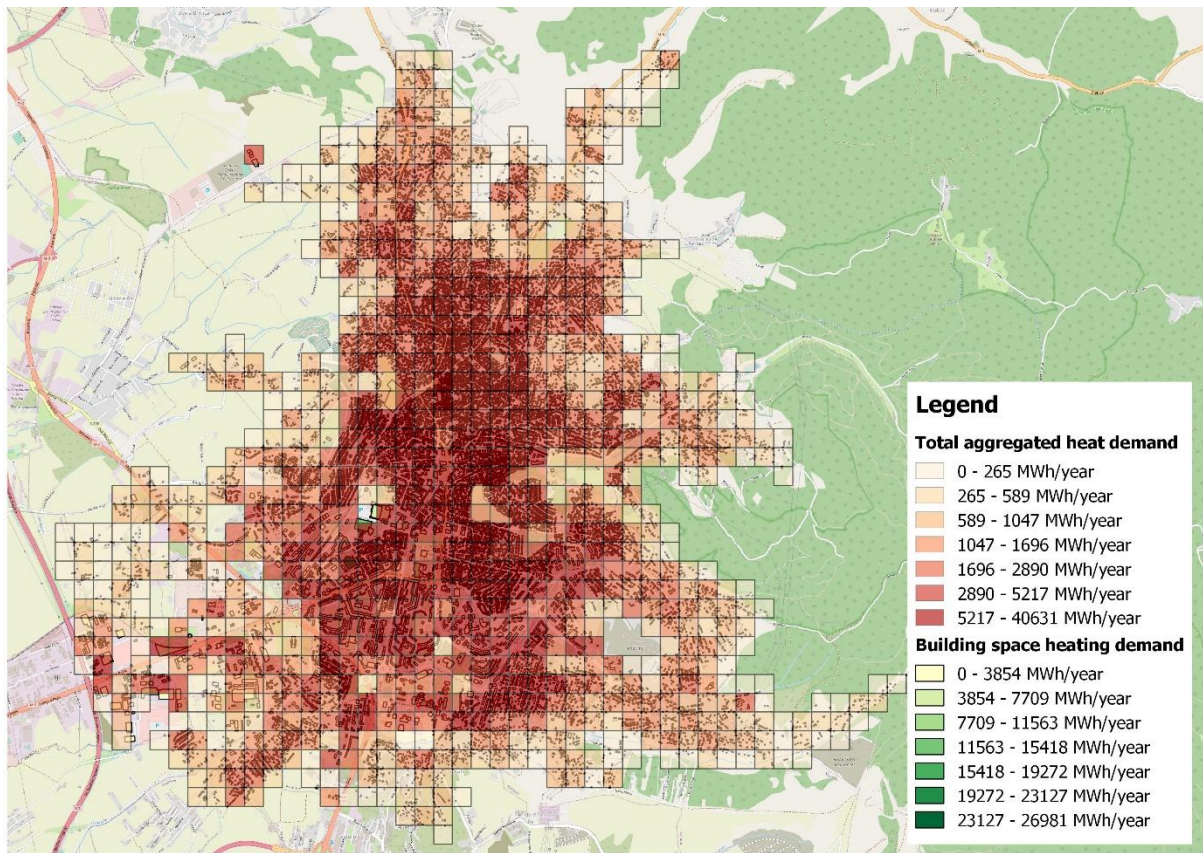 Legend
Total aggregated heat demand
0 - 265 MWh/year
265 - 589 MWh/year
589 - 1047 MWh/year
1047 - 1696 MWh/year
1696 - 2890 MWh/year
2890 - 5217 MWh/year
5217 - 40631 MWh/year
Building space heating demand
0 - 3854 MWh/year
3854 - 7709 MWh/year
7709 - 11563 MWh/year
11563 - 15418 MWh/year
15418 - 19272 MWh/year
19272 - 23127 MWh/year
23127 - 26981 MWh/year